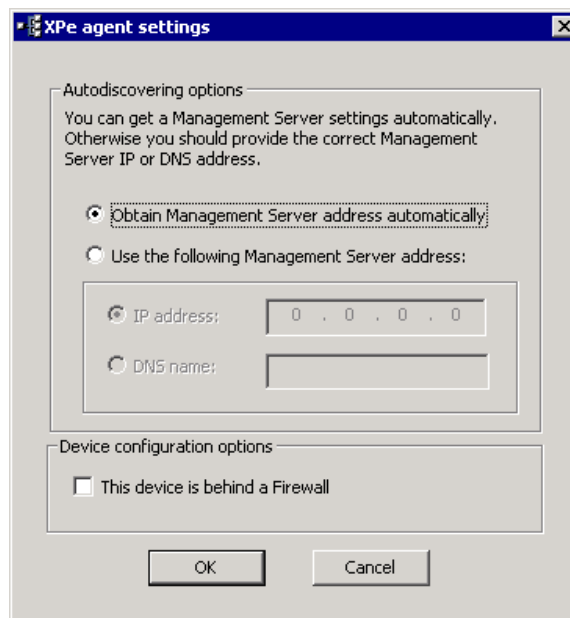 XPe agent settings
Autodiscovering options
You can get a Management Server settings automatically.
Otherwise you should provide the correct Management
Server IP or DNS address.
Obtain Management Server address automatically
Use the following Management Server address:
IP address: 0 . 0 . 0 . 0
DNS name:
Device configuration options
This device is behind a Firewall
OK Cancel